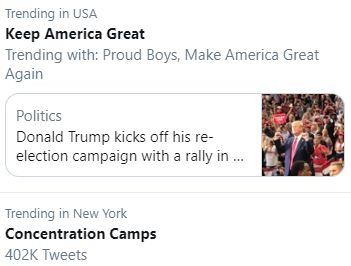 Trending in USA
Keep America Great
Trending with: Proud Boys, Make America Great
Again
Politics
Donald Trump kicks off his re-
election campaign with a rally in ...
Trending in New York
Concentration Camps
402K Tweets